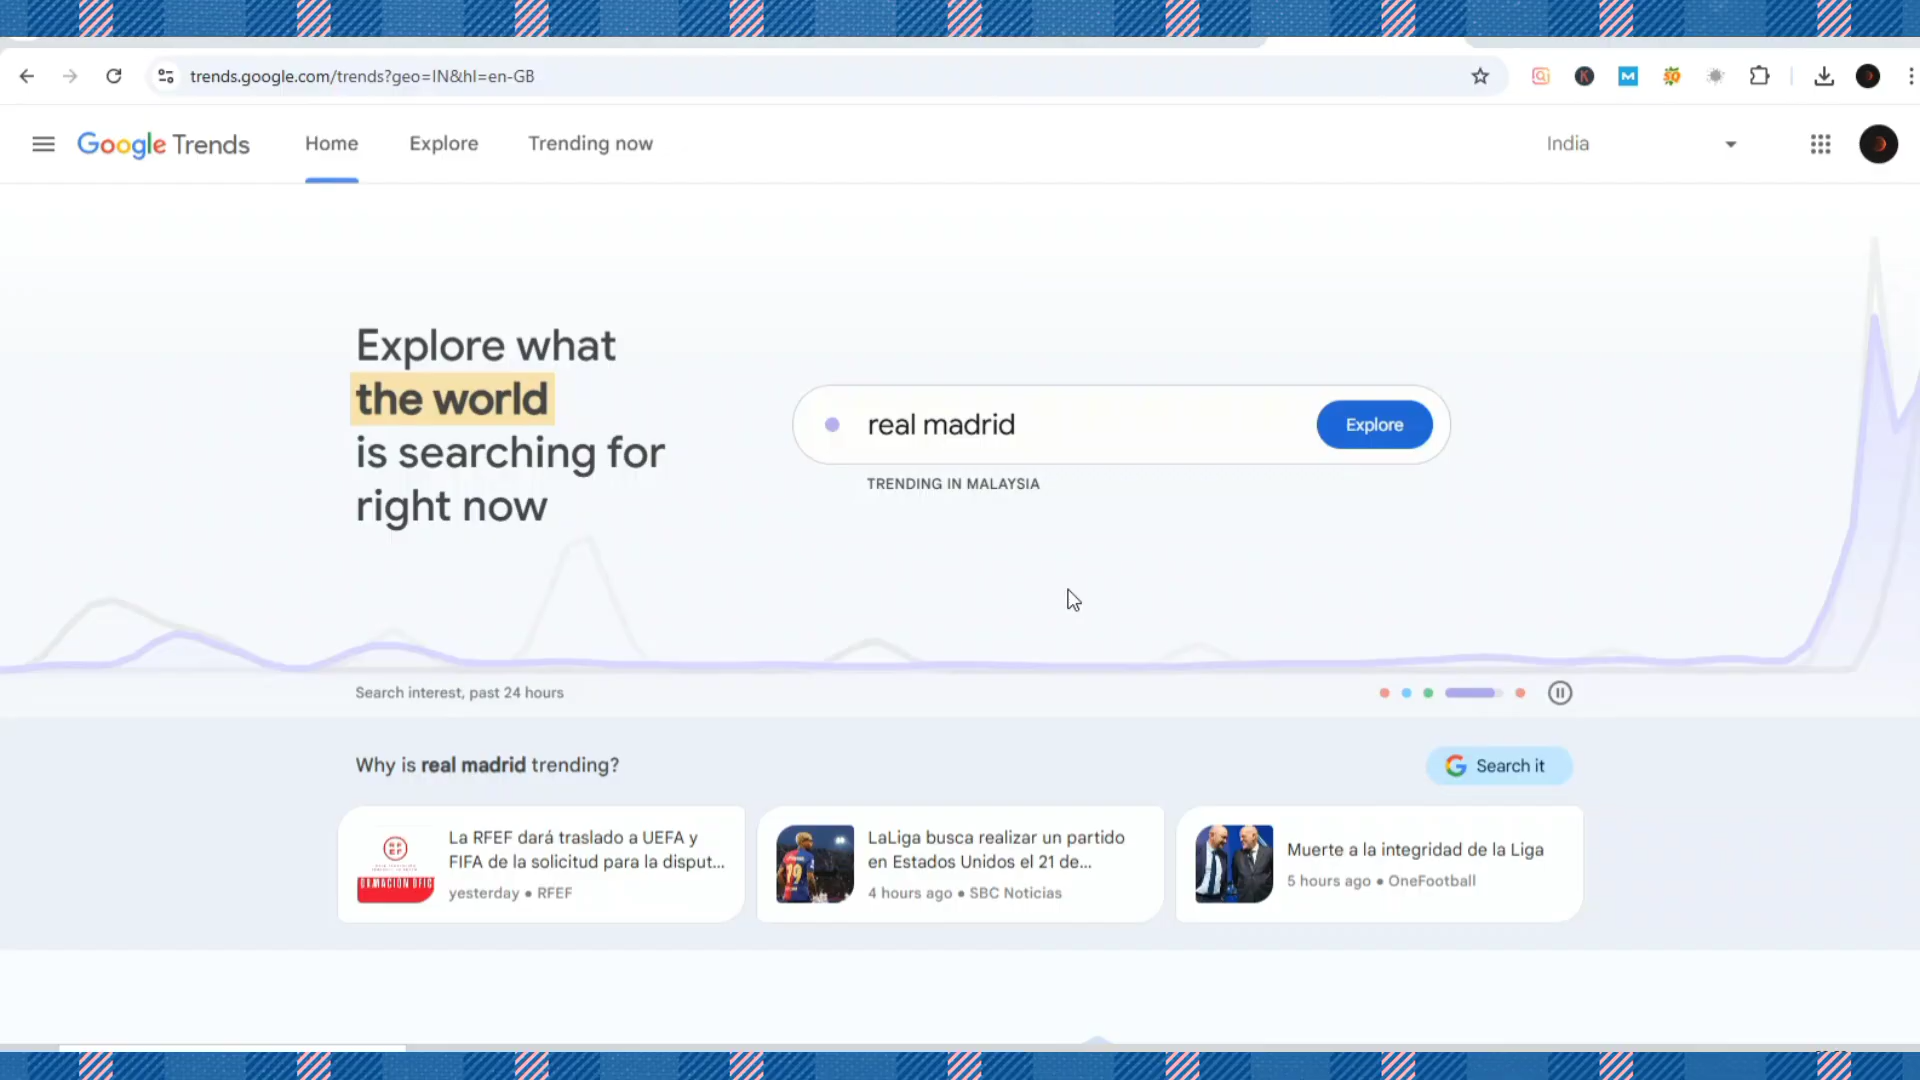 trends.google.com/trends?geo=IN&hl=en-GB
Google Trends
Home
Explore
Trending now
India
Explore what
the world
is searching for
right now
real madrid
Explore
TRENDING IN MALAYSIA
Search interest, past 24 hours
Why is real madrid trending?
Search it
La RFEF dará traslado a UEFA y
FIFA de la solicitud para la disput...
yesterday • RFEF
LaLiga busca realizar un partido
en Estados Unidos el 21 de...
4 hours ago • SBC Noticias
19
Muerte a la integridad de la Liga
5 hours ago • OneFootball